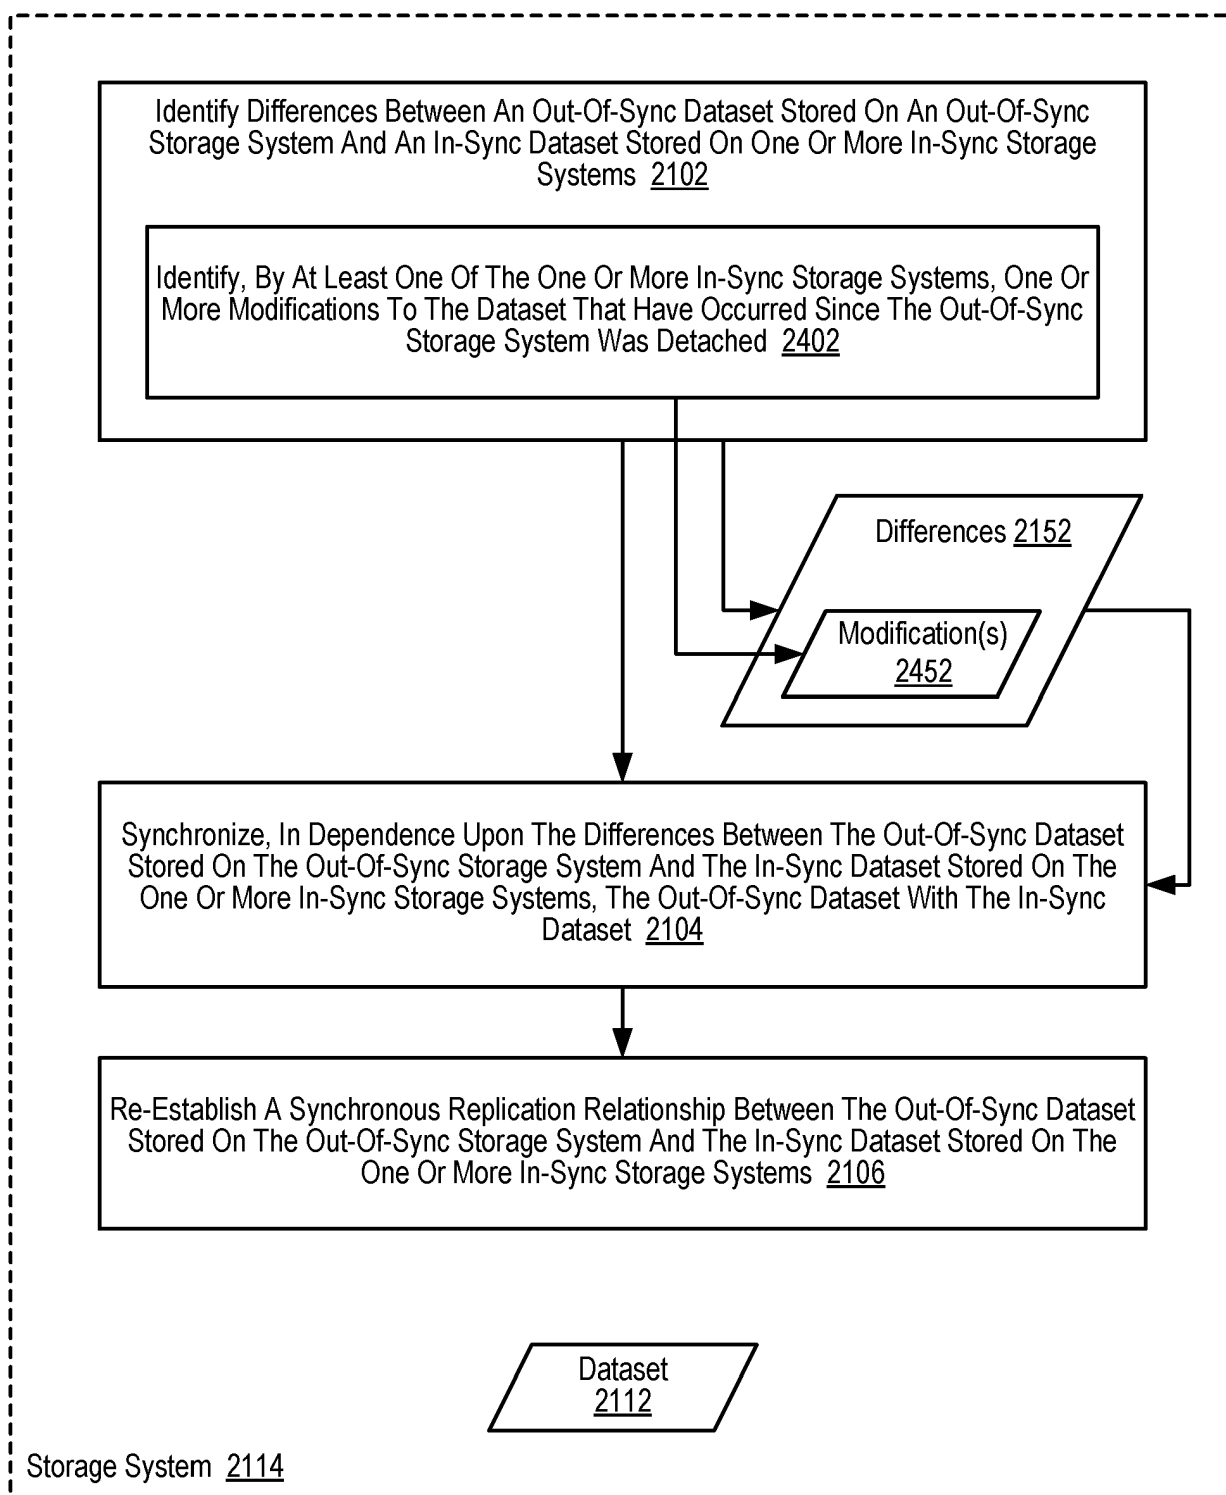 Identify Differences Between An Out-Of-Sync Dataset Stored On An Out-Of-Sync
Storage System And An In-Sync Dataset Stored On One Or More In-Sync Storage
Systems 2102
Identify, By At Least One Of The One Or More In-Sync Storage Systems, One Or
More Modifications To The Dataset That Have Occurred Since The Out-Of-Sync
Storage System Was Detached 2402
Differences 2152
Modification(s)
2452
Synchronize, In Dependence Upon The Differences Between The Out-Of-Sync Dataset
Stored On The Out-Of-Sync Storage System And The In-Sync Dataset Stored On The
One Or More In-Sync Storage Systems, The Out-Of-Sync Dataset With The In-Sync
Dataset 2104
Re-Establish A Synchronous Replication Relationship Between The Out-Of-Sync Dataset
Stored On The Out-Of-Sync Storage System And The In-Sync Dataset Stored On The
One Or More In-Sync Storage Systems 2106
Dataset
2112
Storage System 2114